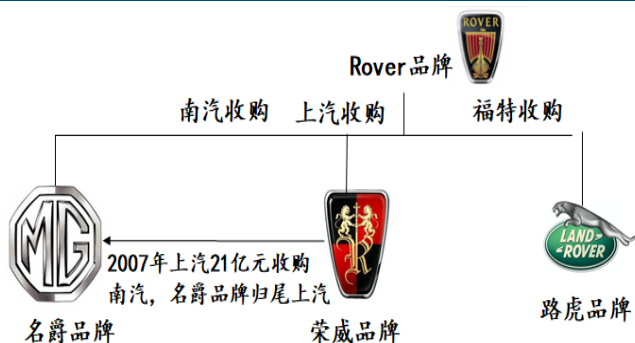 ROVER
Rover品牌
南汽收购
上汽收购
福特收购
MG
R
LAND
ROVER
2007年上汽21亿元收购
南汽，名爵品牌归尾上汽
名爵品牌
荣威品牌
路虎品牌